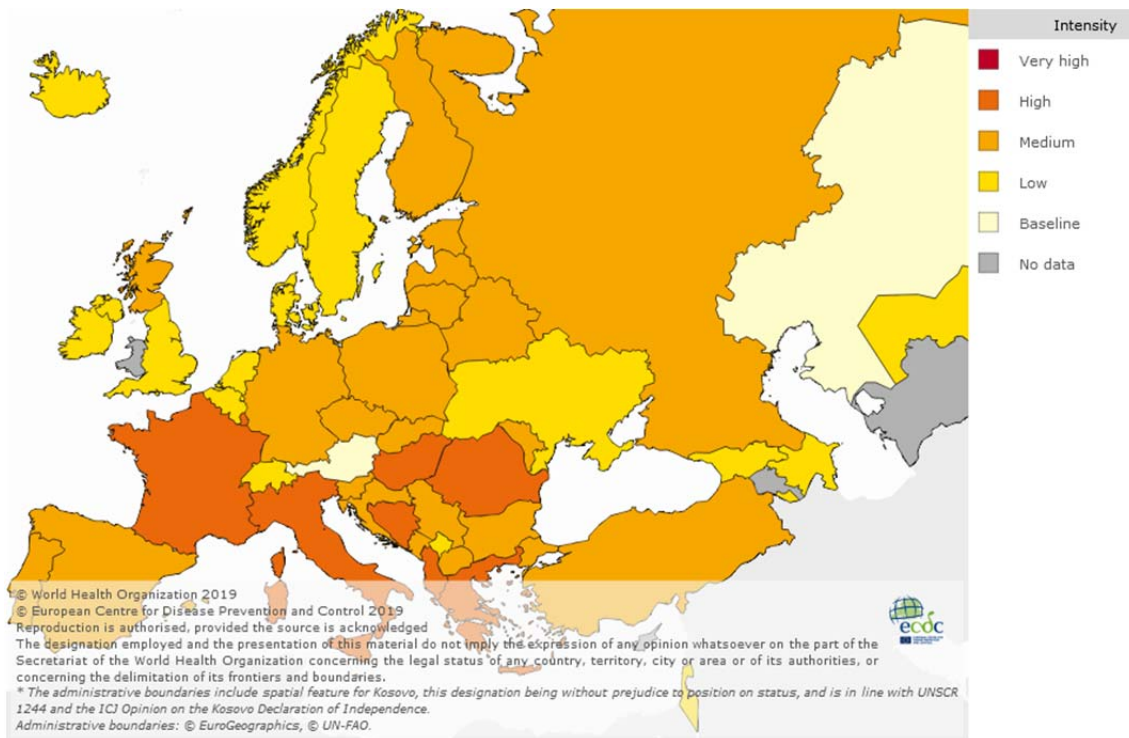 Intensity
Very high
High
Medium
Low
Baseline
No data
© World Health Organization 2019
© European Centre for Disease Prevention and Control 2019
Reproduction is authorised, provided the source is acknowledged
The designation employed and the presentation of this material do not imply the expression of any opinion whatsoever on the part of the
Secretariat of the World Health Organization concerning the legal status of any country, territory, city or area or of its authorities, or
concerning the delimitation of its frontiers and boundaries.
* The administrative boundaries include spatial feature for Kosovo, this designation being without prejudice to position on status, and is in line with UNSCR
1244 and the ICJ Opinion on the Kosovo Declaration of Independence.
Administrative boundaries: © EuroGeographics, © UN-FAO.
ecdc